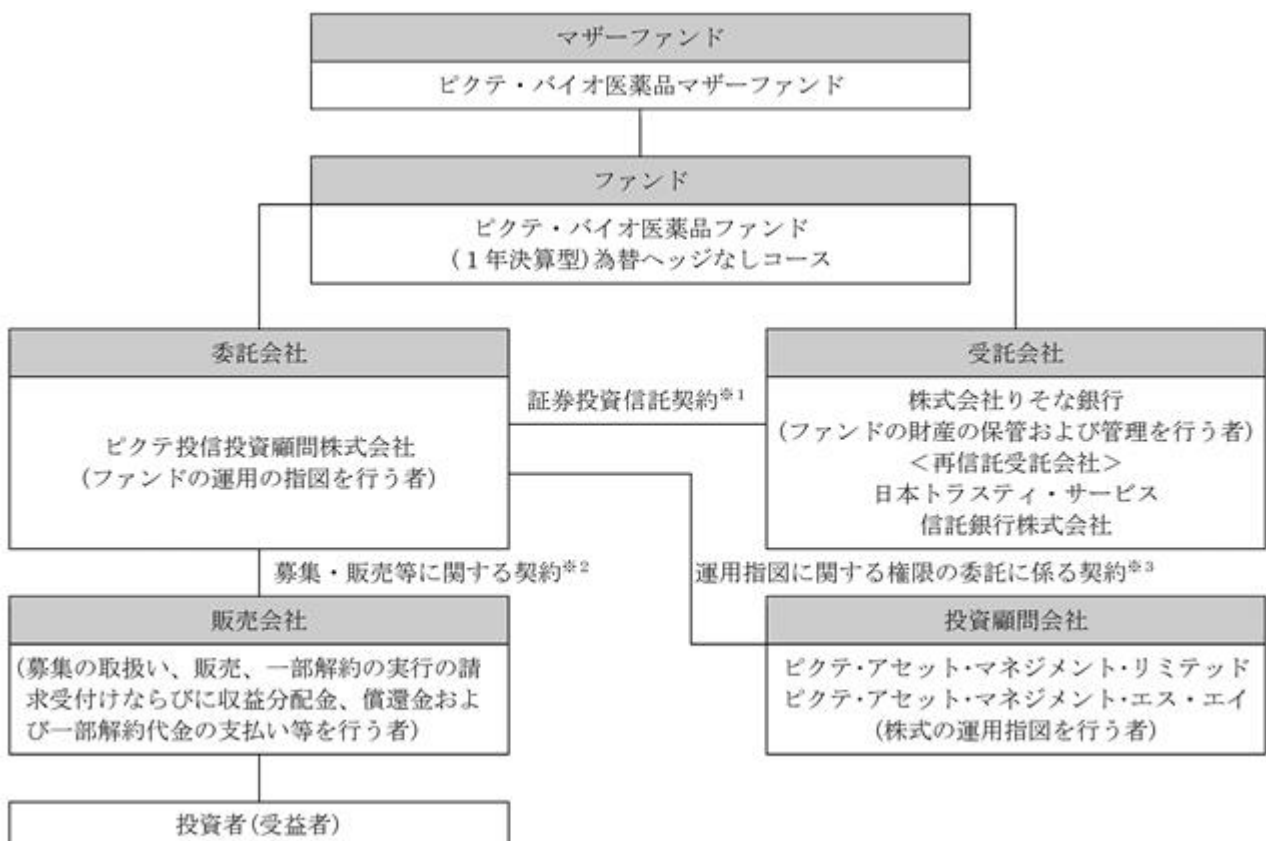 マザーファンド
ピクテ・バイオ医薬品マザーファンド
ファンド
ピクテ・バイオ医薬品ファンド
(1年決算型)為替ヘッジなしコース
委託会社
ピクテ投信投資顧問株式会社
(ファンドの運用の指図を行う者)
証券投資信託契約※1
受託会社
株式会社りそな銀行
(ファンドの財産の保管および管理を行う者)
<再信託受託会社>
日本トラスティ・サービス
信託銀行株式会社
募集・販売等に関する契約※2
運用指図に関する権限の委託に係る契約※3
販売会社
(募集の取扱い、販売、一部解約の実行の請
求受付けならびに収益分配金、償還金およ
び一部解約代金の支払い等を行う者)
投資顧問会社
ピクテ・アセット・マネジメント・リミテッド
ピクテ・アセット・マネジメント・エス・エイ
(株式の運用指図を行う者)
投資者(受益者)